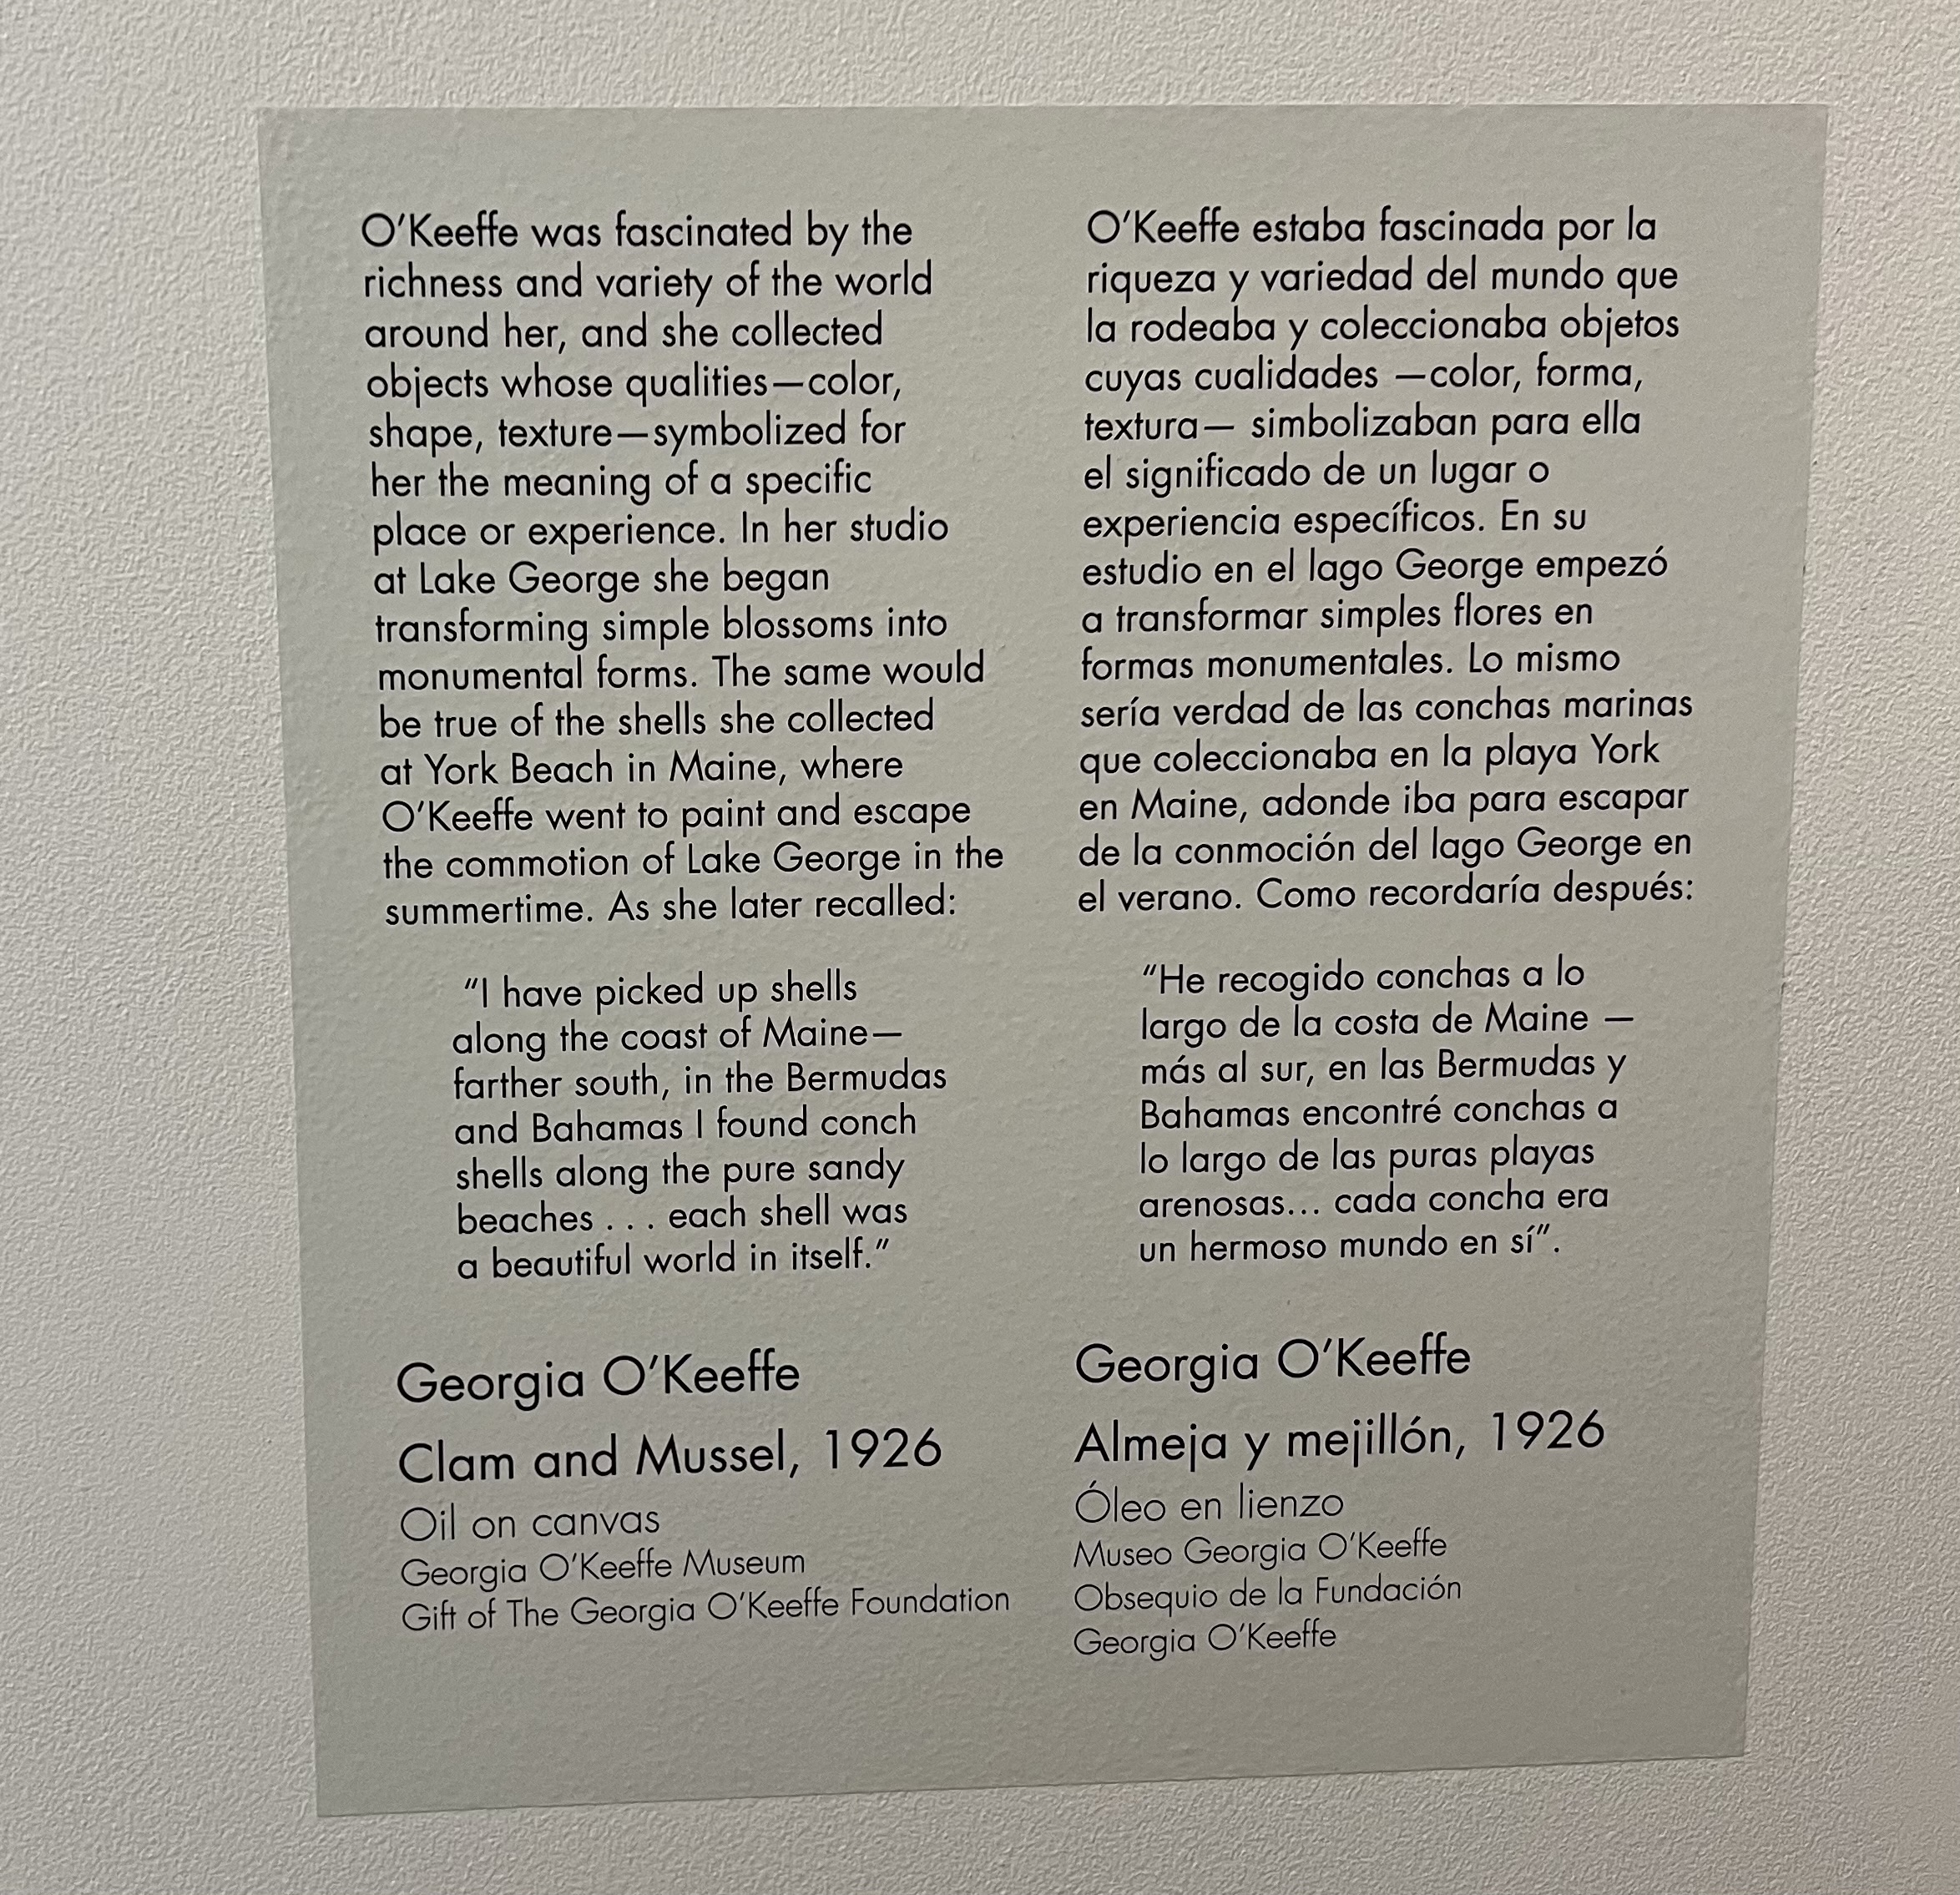 O’Keeffe was fascinated by the
richness and variety of the world
around her, and she collected
objects whose qualities—color,
shape, texture—symbolized for
her the meaning of a specific
place or experience. In her studio
at Lake George she began
transforming simple blossoms into
monumental forms. The same would
be true of the shells she collected
at York Beach in Maine, where
O’Keeffe went to paint and escape
the commotion of Lake George in the
summertime. As she later recalled:
“I have picked up shells
along the coast of Maine—
farther south, in the Bermudas
and Bahamas I found conch
shells along the pure sandy
beaches . . . each shell was
a beautiful world in itself.”
Georgia O’Keeffe
Clam and Mussel, 1926
Oil on canvas
Georgia O’Keeffe Museum
Gift of The Georgia O’Keeffe Foundation
O’Keeffe estaba fascinada por la
riqueza y variedad del mundo que
la rodeaba y coleccionaba objetos
cuyas cualidades —color, forma,
textura— simbolizaban para ella
el significado de un lugar o
experiencia específicos. En su
estudio en el lago George empezó
a transformar simples flores en
formas monumentales. Lo mismo
sería verdad de las conchas marinas
que coleccionaba en la playa York
en Maine, adonde iba para escapar
de la conmoción del lago George en
el verano. Como recordaría después:
“He recogido conchas a lo
largo de la costa de Maine —
más al sur, en las Bermudas y
Bahamas encontré conchas a
lo largo de las puras playas
arenosas... cada concha era
un hermoso mundo en sí”.
Georgia O’Keeffe
Almeja y mejillón, 1926
Óleo en lienzo
Museo Georgia O’Keeffe
Obsequio de la Fundación
Georgia O’Keeffe